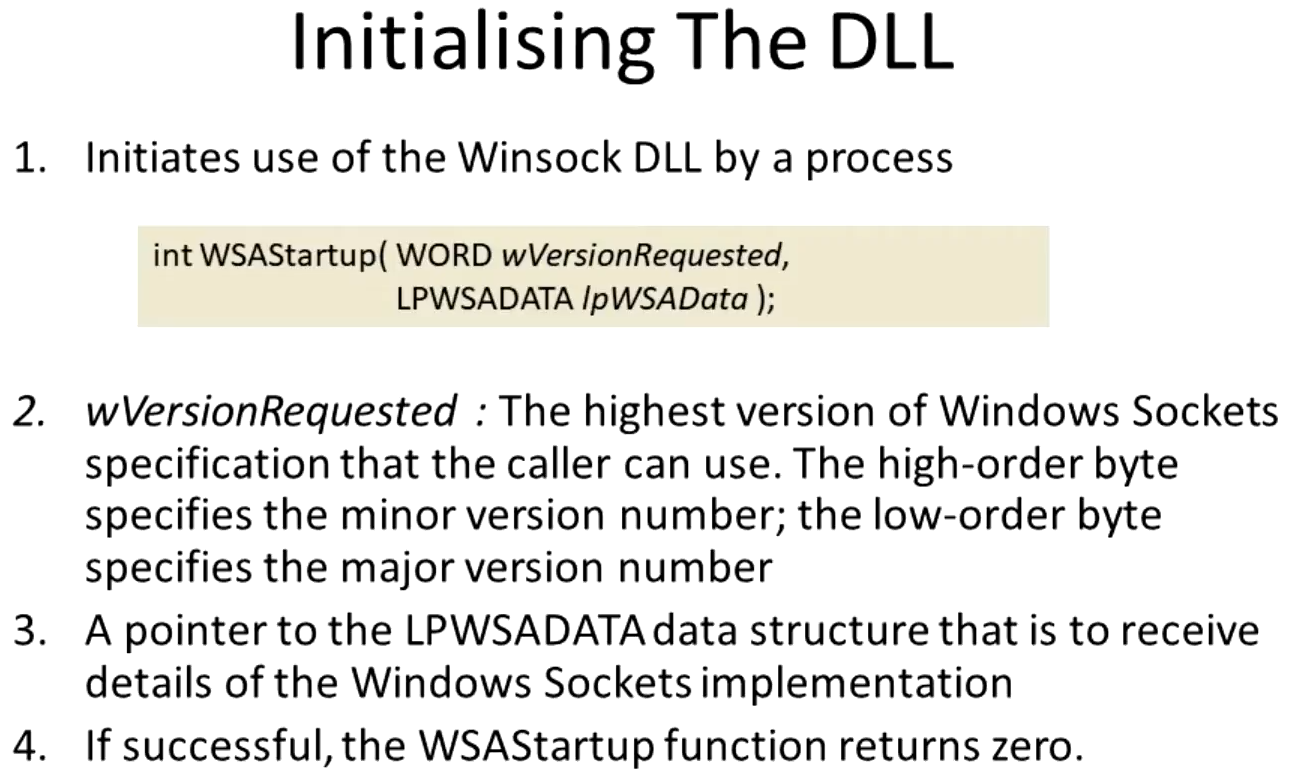 Initialising The DLL
1. Initiates use of the Winsock DLL by a process
int WSAStartup( WORD wVersionRequested,
LPWSADATA lpWSAData );
2. wVersionRequested : The highest version of Windows Sockets
specification that the caller can use. The high-order byte
specifies the minor version number; the low-order byte
specifies the major version number
3. A pointer to the LPWSADATA data structure that is to receive
details of the Windows Sockets implementation
4. If successful, the WSAStartup function returns zero.